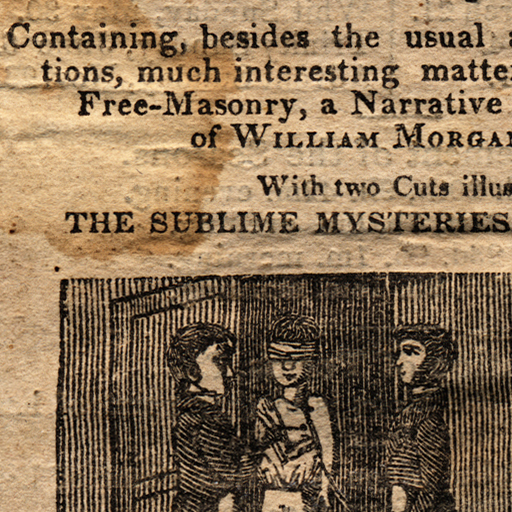 Containing, besides the usual
tions, much interesting matte
Free-Masonry, a Narrative
of WILLIAM MORGAN
With two Cuts illus
THE SUBLIME MYSTERIES